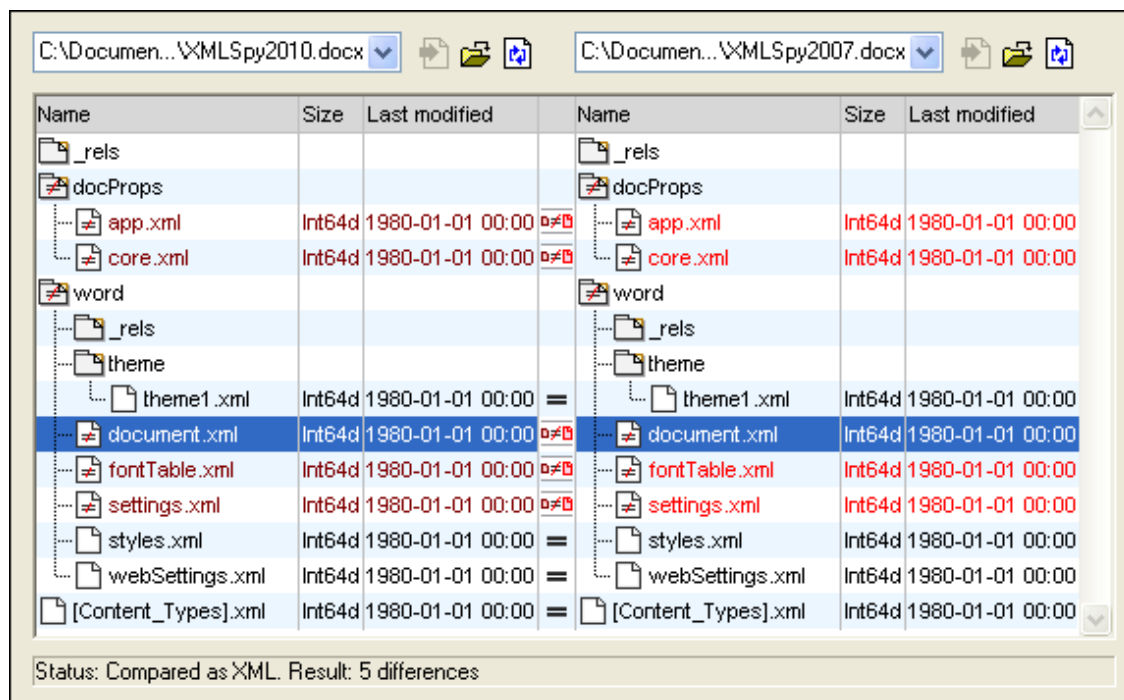 C:\Documen...\XMLSpy2010.docx C:\Documen...\XMLSpy2007.docx
Name Size Last modified Name Size Last modified
_rels _rels
docProps docProps
app.xml Int64d 1980-01-01 00:00 app.xml Int64d 1980-01-01 00:00
core.xml Int64d 1980-01-01 00:00 core.xml Int64d 1980-01-01 00:00
word word
_rels _rels
theme theme
theme1.xml Int64d 1980-01-01 00:00 = theme1.xml Int64d 1980-01-01 00:00
document.xml Int64d 1980-01-01 00:00 document.xml Int64d 1980-01-01 00:00
fontTable.xml Int64d 1980-01-01 00:00 fontTable.xml Int64d 1980-01-01 00:00
settings.xml Int64d 1980-01-01 00:00 settings.xml Int64d 1980-01-01 00:00
styles.xml Int64d 1980-01-01 00:00 = styles.xml Int64d 1980-01-01 00:00
webSettings.xml Int64d 1980-01-01 00:00 = webSettings.xml Int64d 1980-01-01 00:00
[Content_Types].xml Int64d 1980-01-01 00:00 = [Content_Types].xml Int64d 1980-01-01 00:00
Status: Compared as XML. Result: 5 differences